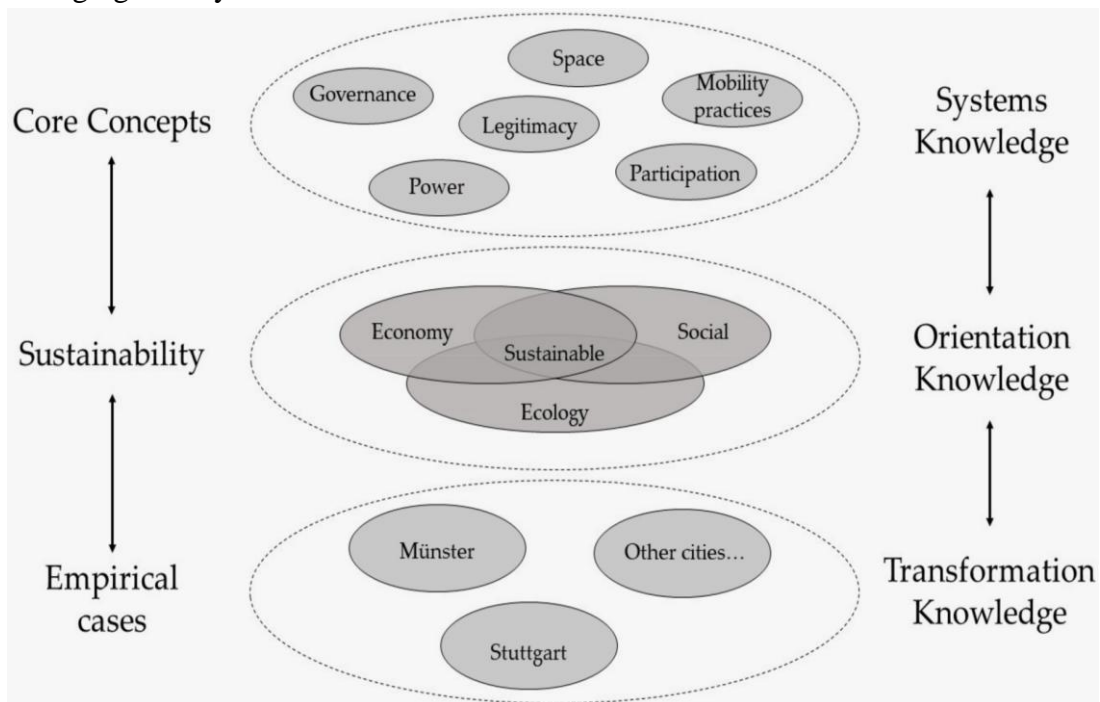 Space
Governance
Mobility
practices
Legitimacy
Power
Participation
Core Concepts
Systems
Knowledge
Economy
Social
Sustainable
Ecology
Sustainability
Orientation
Knowledge
Münster
Other cities...
Stuttgart
Empirical
cases
Transformation
Knowledge